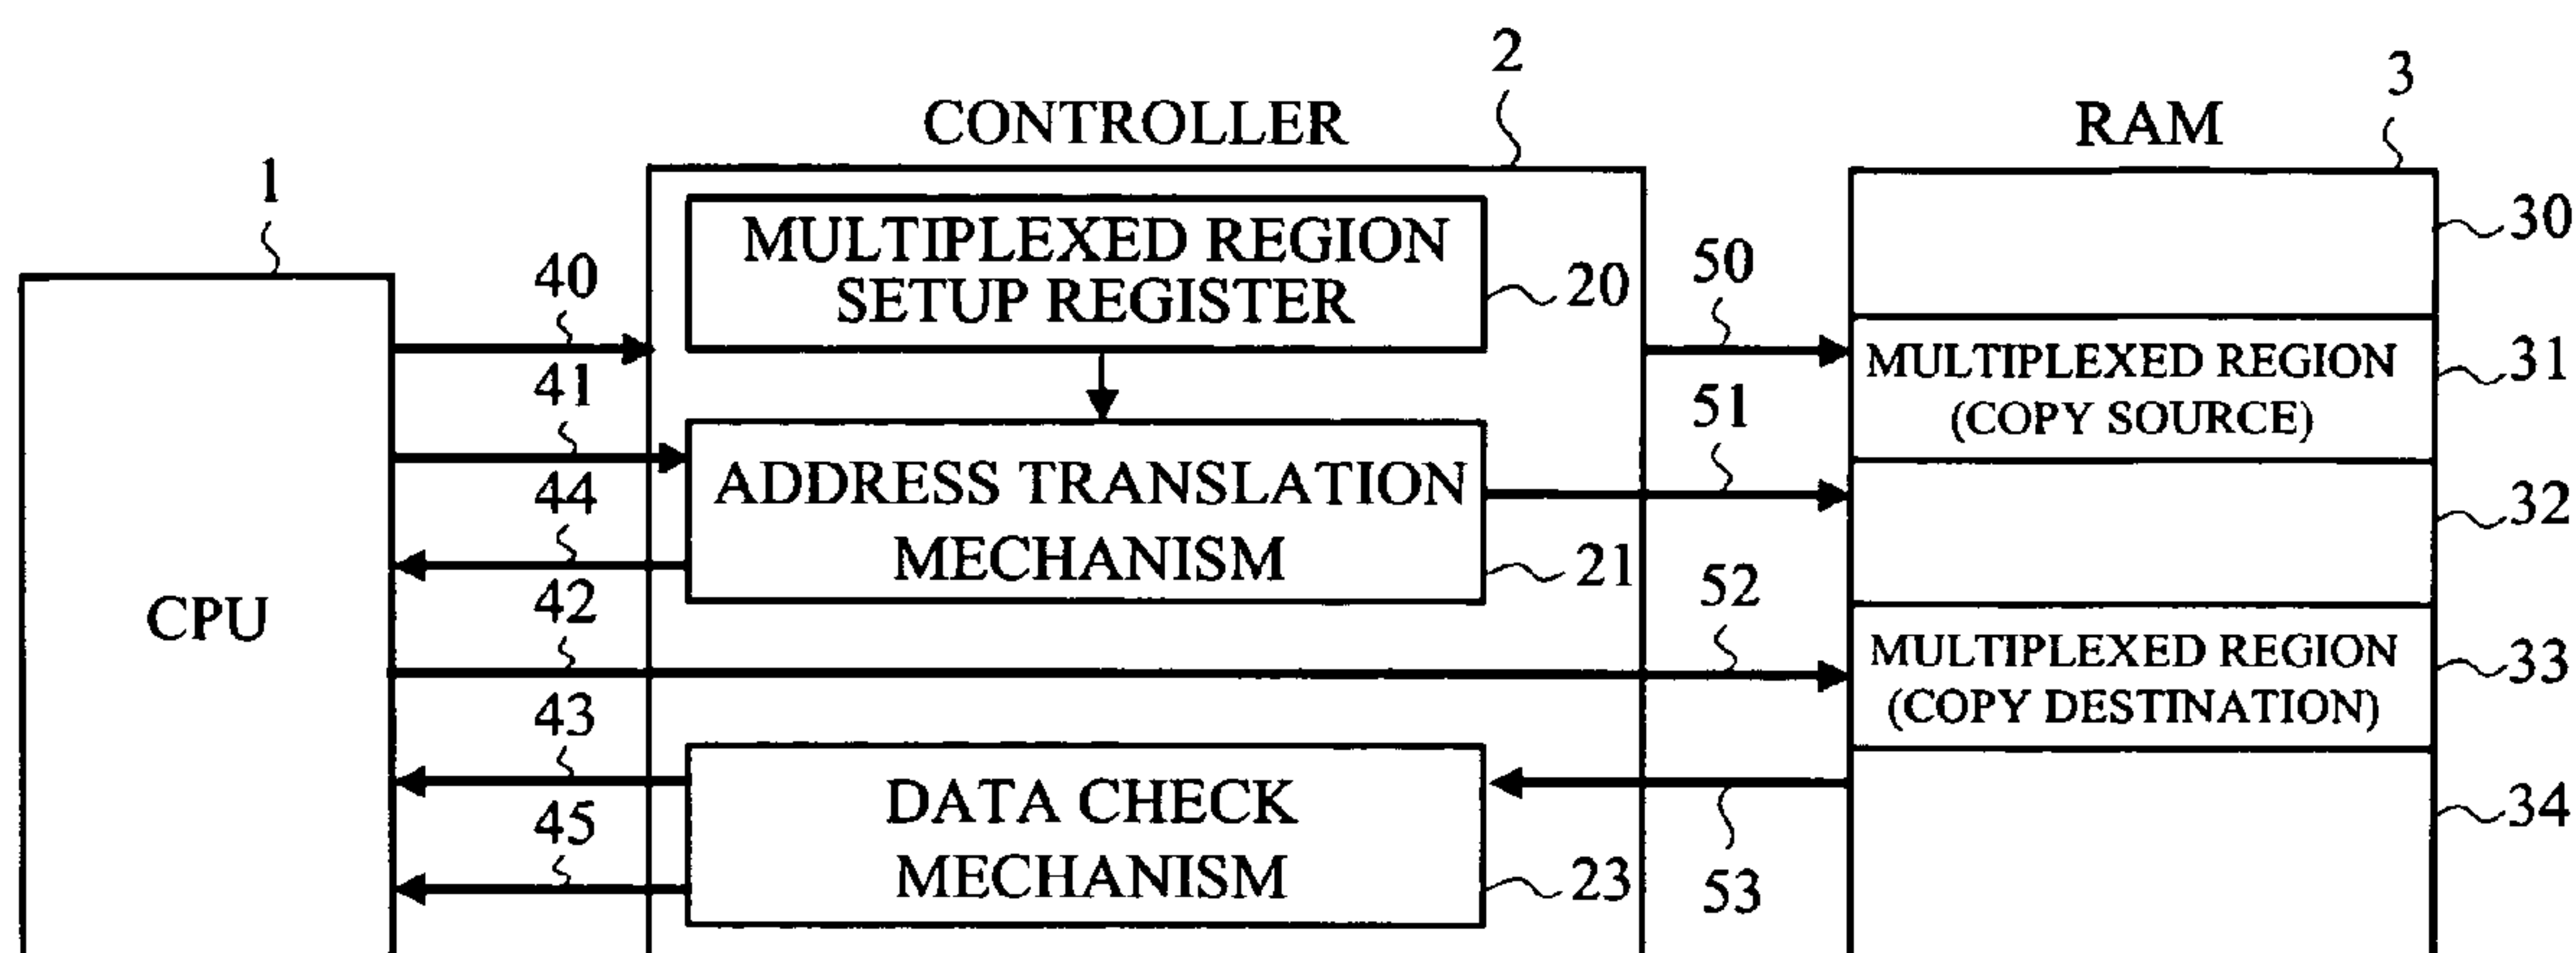 2
3
CONTROLLER
RAM
1
MULTIPLEXED REGION
SETUP REGISTER
20
30
40
50
MULTIPLEXED REGION
(COPY SOURCE)
31
41
51
ADDRESS TRANSLATION
MECHANISM
21
44
32
CPU
42
52
MULTIPLEXED REGION
(COPY DESTINATION)
33
43
DATA CHECK
MECHANISM
23
45
53
34